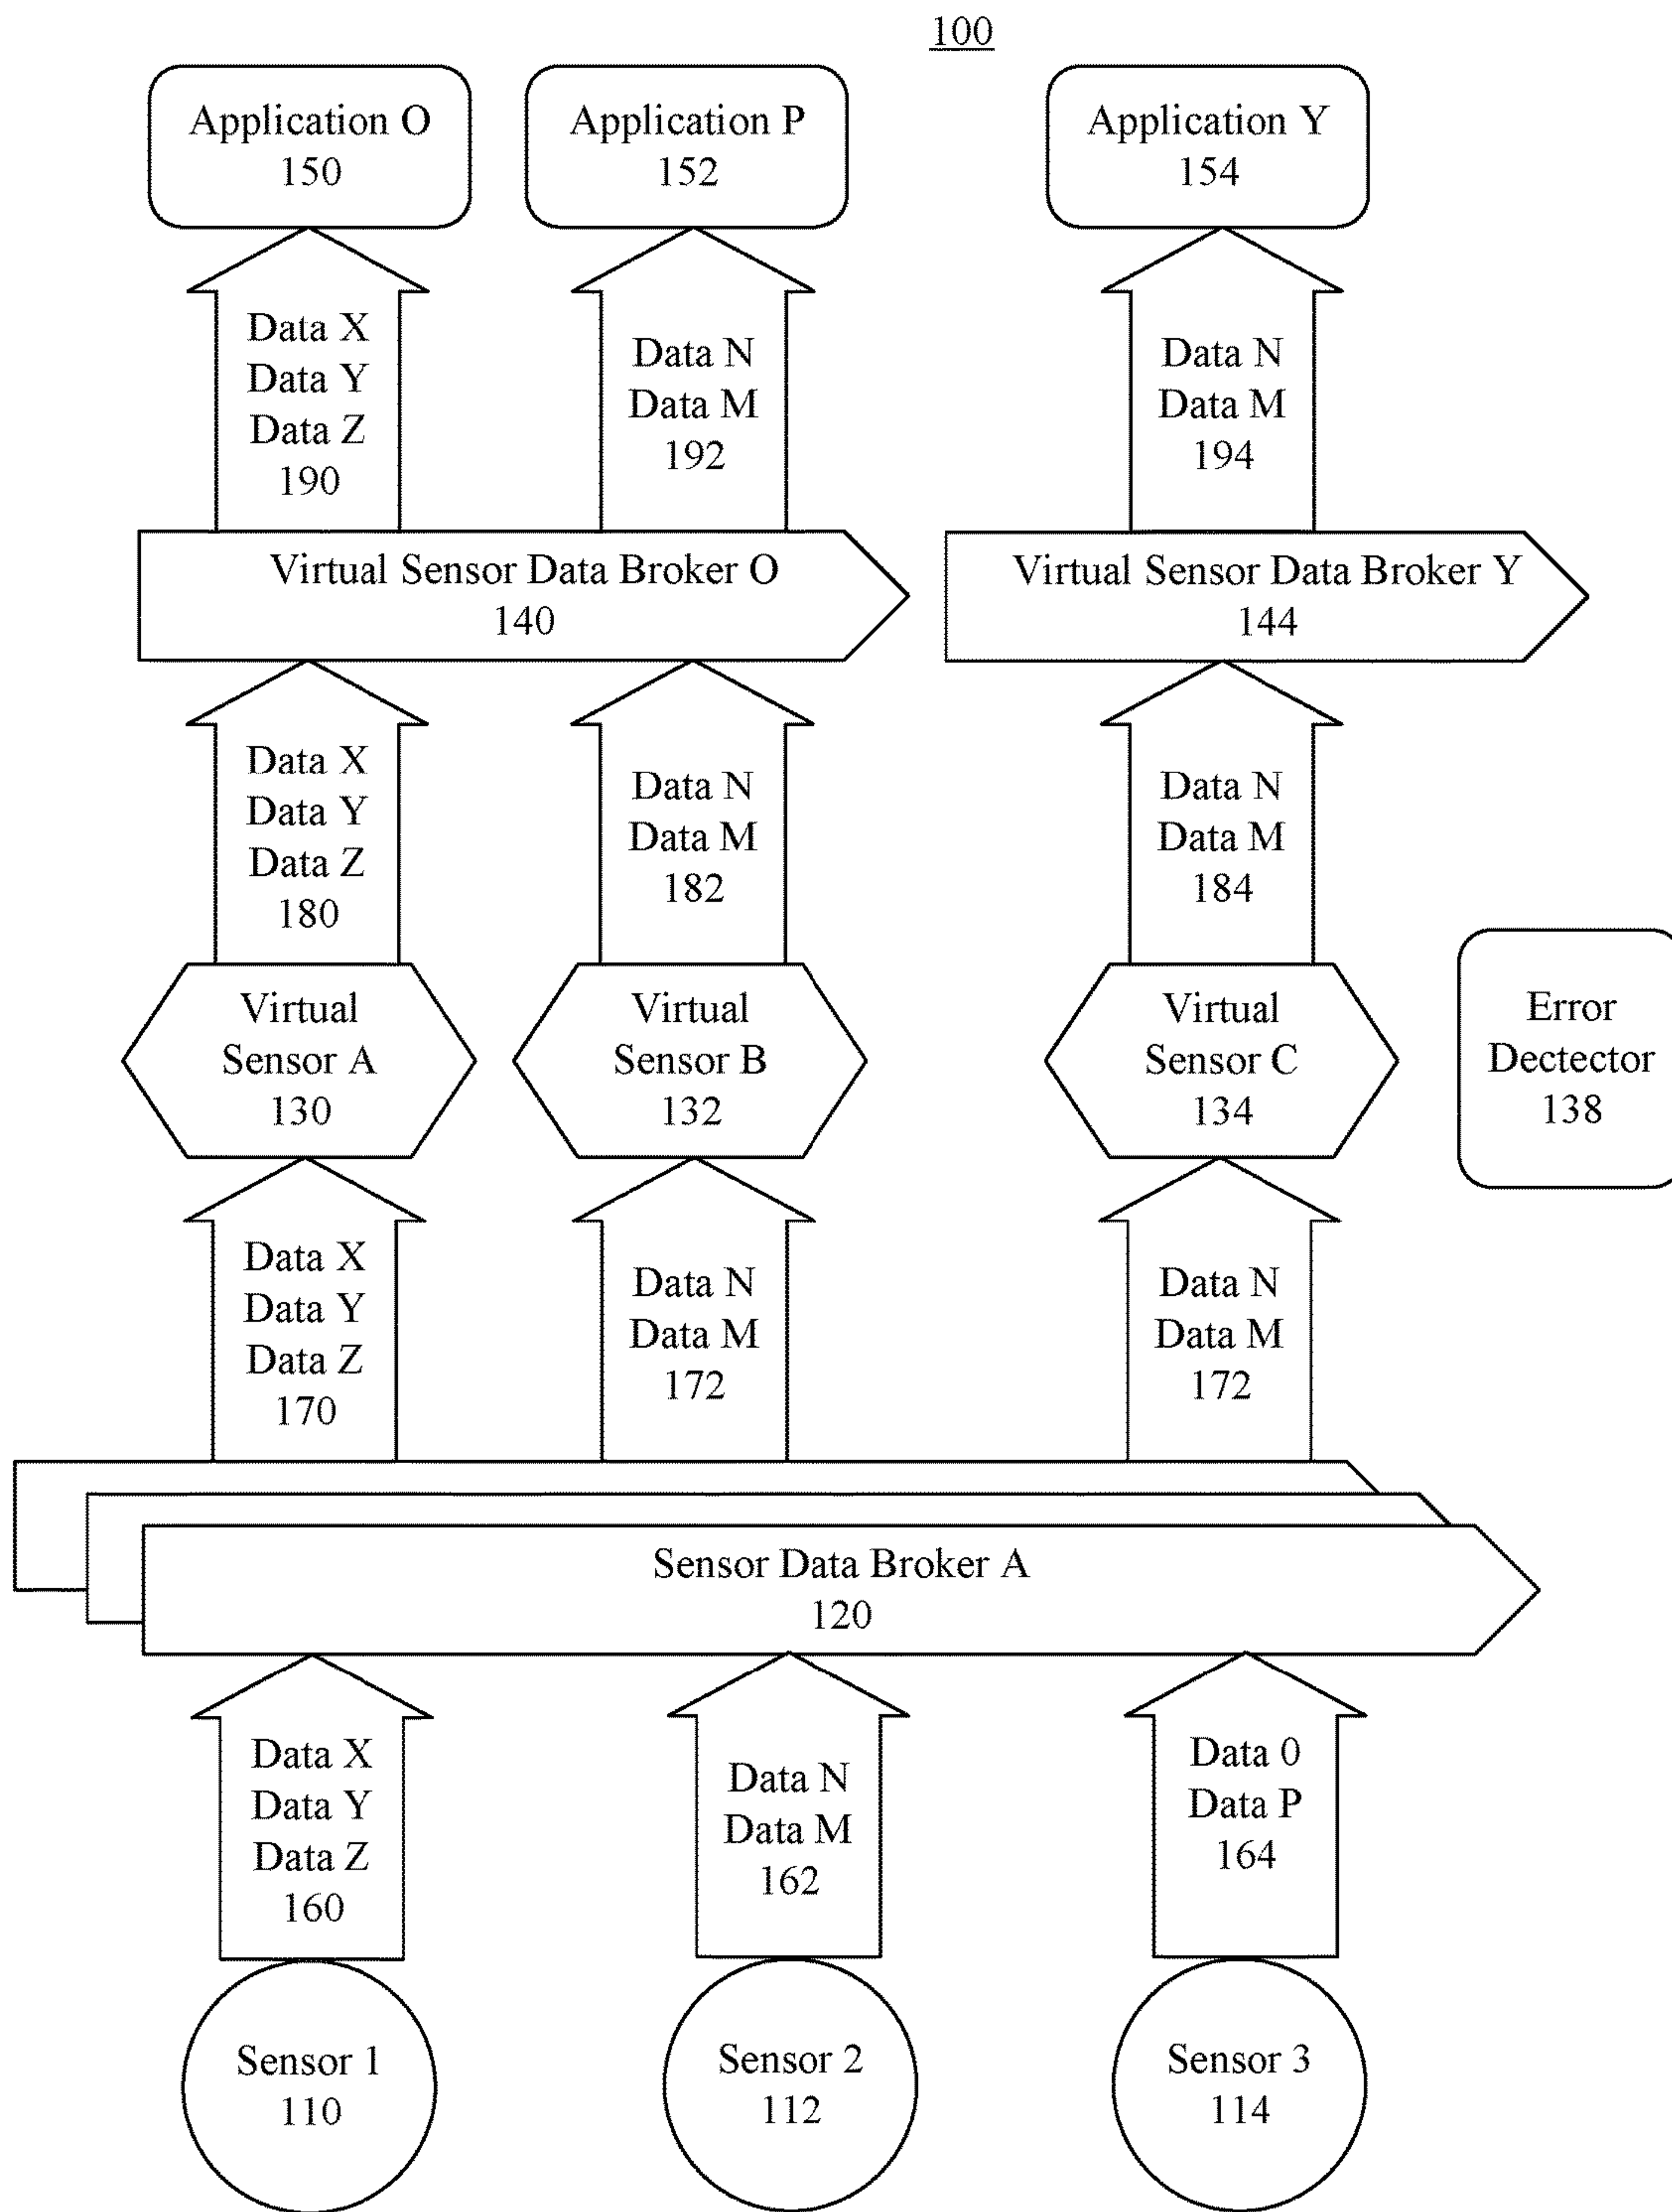 100
Application O
150
Application P
152
Application Y
154
Data X
Data Y
Data Z
190
Data N
Data M
192
Data N
Data M
194
Virtual Sensor Data Broker O
140
Virtual Sensor Data Broker Y
144
Data X
Data Y
Data Z
180
Data N
Data M
182
Data N
Data M
184
Virtual
Sensor A
130
Virtual
Sensor B
132
Virtual
Sensor C
134
Error
Dectector
138
Data X
Data Y
Data Z
170
Data N
Data M
172
Data N
Data M
172
Sensor Data Broker A
120
Data X
Data Y
Data Z
160
Data N
Data M
162
Data 0
Data P
164
Sensor 1
110
Sensor 2
112
Sensor 3
114